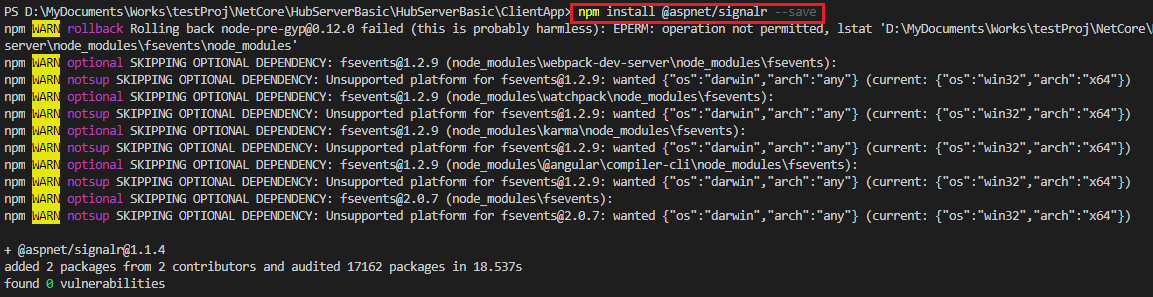 PS D:\MyDocuments\Works\testProj\NetCore\HubServerBasic\HubServerBasic\ClientApp> npm install @aspnet/signalr --save
npm WARN rollback Rolling back node-pre-gyp@0.12.0 failed (this is probably harmless): EPERM: operation not permitted, lstat 'D:\MyDocuments\Works\testProj\NetCore\
server\node_modules\fsevents\node_modules'
npm WARN optional SKIPPING OPTIONAL DEPENDENCY: fsevents@1.2.9 (node_modules\webpack-dev-server\node_modules\fsevents):
npm WARN notsup SKIPPING OPTIONAL DEPENDENCY: Unsupported platform for fsevents@1.2.9: wanted {"os":"darwin","arch":"any"} (current: {"os":"win32","arch":"x64"})
npm WARN optional SKIPPING OPTIONAL DEPENDENCY: fsevents@1.2.9 (node_modules\watchpack\node_modules\fsevents):
npm WARN notsup SKIPPING OPTIONAL DEPENDENCY: Unsupported platform for fsevents@1.2.9: wanted {"os":"darwin","arch":"any"} (current: {"os":"win32","arch":"x64"})
npm WARN optional SKIPPING OPTIONAL DEPENDENCY: fsevents@1.2.9 (node_modules\karma\node_modules\fsevents):
npm WARN notsup SKIPPING OPTIONAL DEPENDENCY: Unsupported platform for fsevents@1.2.9: wanted {"os":"darwin","arch":"any"} (current: {"os":"win32","arch":"x64"})
npm WARN optional SKIPPING OPTIONAL DEPENDENCY: fsevents@1.2.9 (node_modules\@angular\compiler-cli\node_modules\fsevents):
npm WARN notsup SKIPPING OPTIONAL DEPENDENCY: Unsupported platform for fsevents@1.2.9: wanted {"os":"darwin","arch":"any"} (current: {"os":"win32","arch":"x64"})
npm WARN optional SKIPPING OPTIONAL DEPENDENCY: fsevents@2.0.7 (node_modules\fsevents):
npm WARN notsup SKIPPING OPTIONAL DEPENDENCY: Unsupported platform for fsevents@2.0.7: wanted {"os":"darwin","arch":"any"} (current: {"os":"win32","arch":"x64"})
+ @aspnet/signalr@1.1.4
added 2 packages from 2 contributors and audited 17162 packages in 18.537s
found 0 vulnerabilities